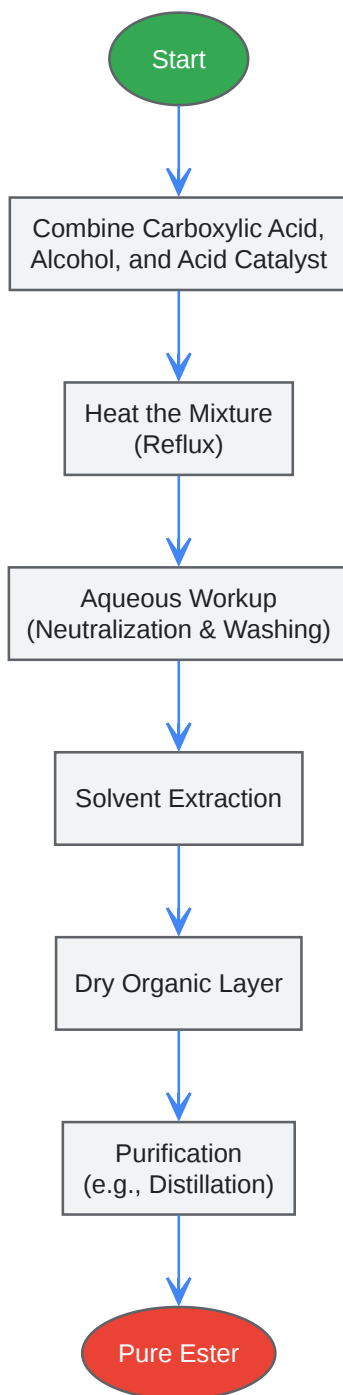 Start
Combine Carboxylic Acid,
Alcohol, and Acid Catalyst
Heat the Mixture
(Reflux)
Aqueous Workup
(Neutralization & Washing)
Solvent Extraction
Dry Organic Layer
Purification
(e.g., Distillation)
Pure Ester